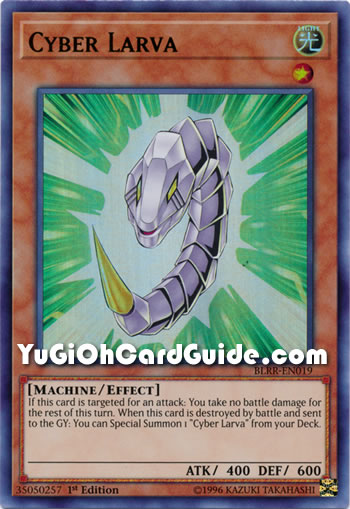 CYBER LARVA
LIGHT
光
YuGiOhCardGuide.com
BLRR-EN019
[MACHINE/EFFECT]
If this card is targeted for an attack: You take no battle damage for
the rest of this turn. When this card is destroyed by battle and sent
to the GY: You can Special Summon 1 "Cyber Larva" from your Deck.
ATK/ 400 DEF/ 600
35050257 1st Edition ©1996 KAZUKI TAKAHASHI